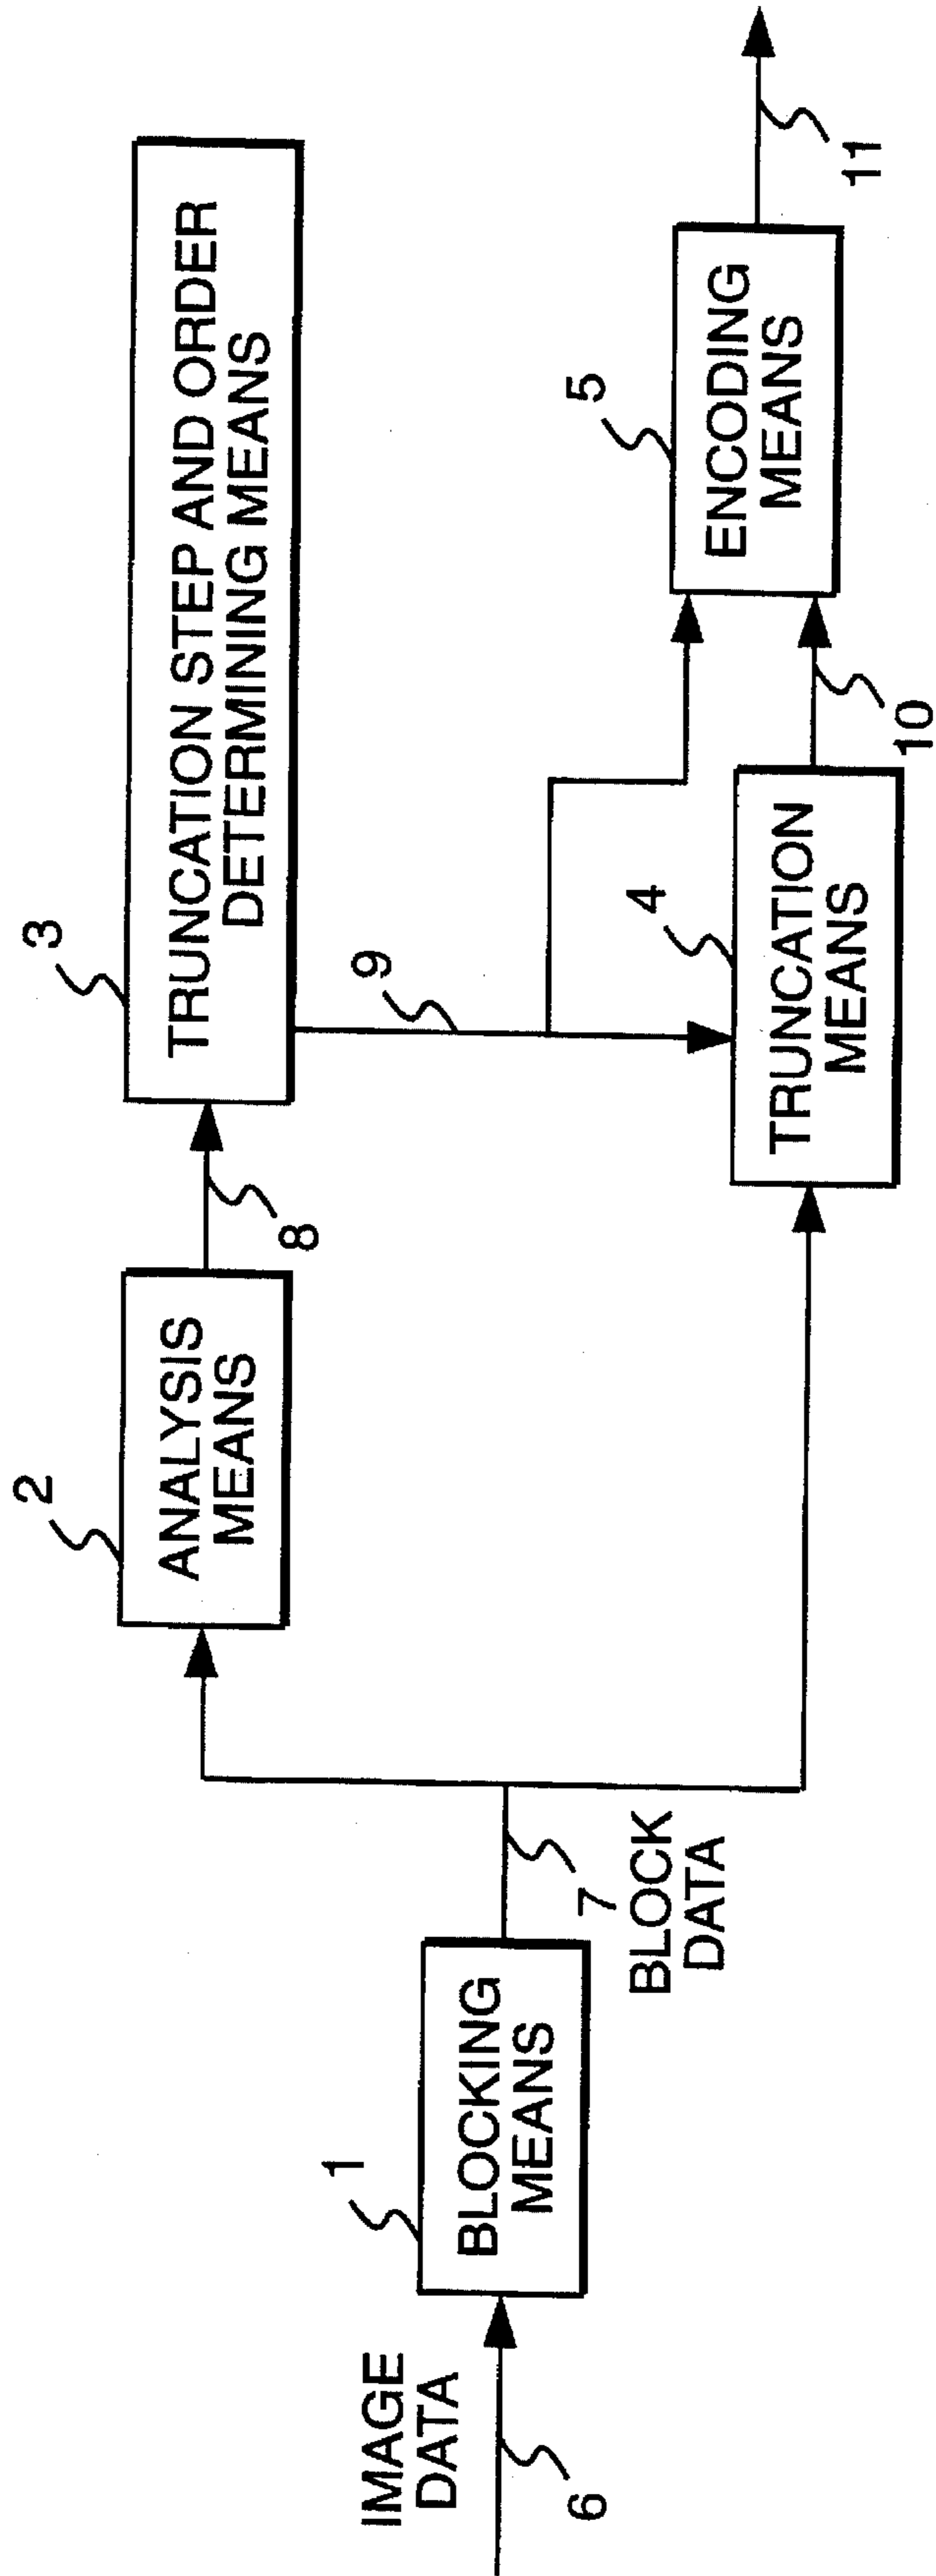 IMAGE
DATA
6
1
BLOCKING
MEANS
7
BLOCK
DATA
2
ANALYSIS
MEANS
8
3
TRUNCATION STEP AND ORDER
DETERMINING MEANS
9
4
TRUNCATION
MEANS
10
5
ENCODING
MEANS
11